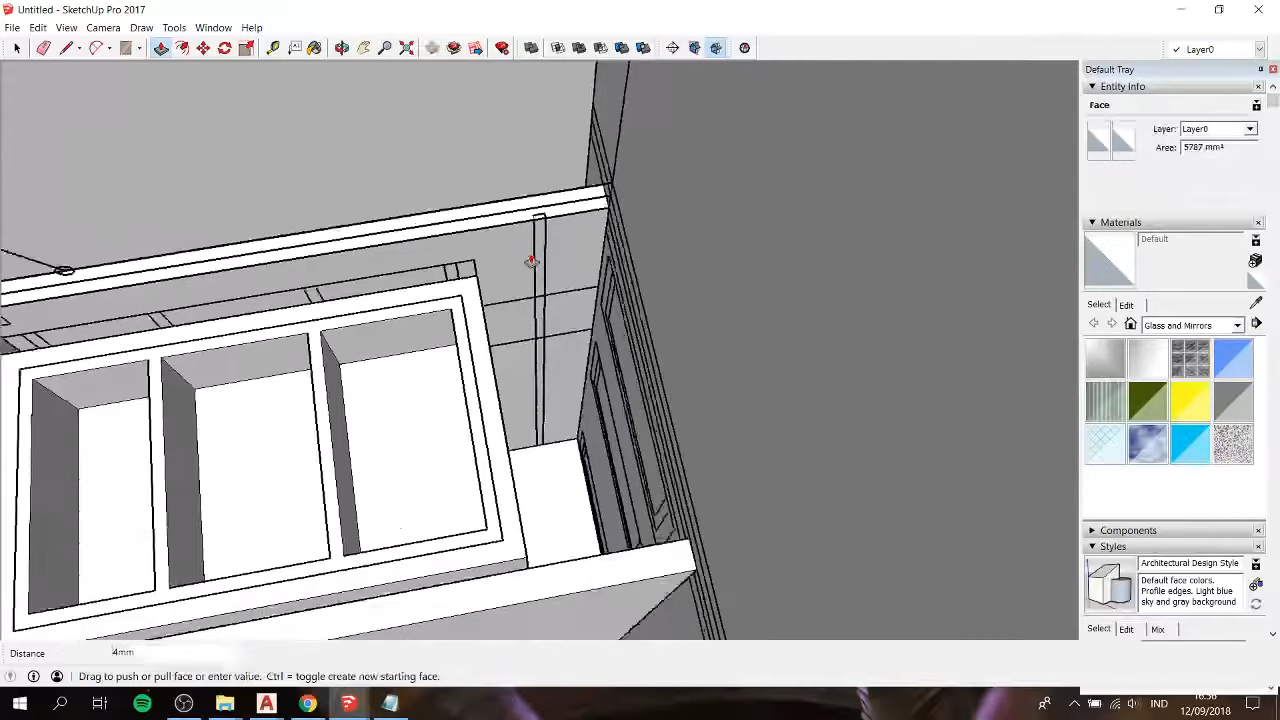 Untitled - SketchUp Pro 2017
File Edit View Camera Draw Tools Window Help
Layer0
Default Tray
Entity Info
Face
Layer: Layer0
Area: 5787 mm²
Materials
Default
Select Edit
Glass and Mirrors
Components
Styles
Architectural Design Style
Default face colors.
Profile edges. Light blue
sky and gray background
Select Edit Mix
Distance 4mm
Drag to push or pull face or enter value. Ctrl = toggle create new starting face.
IND
16.56
12/09/2018